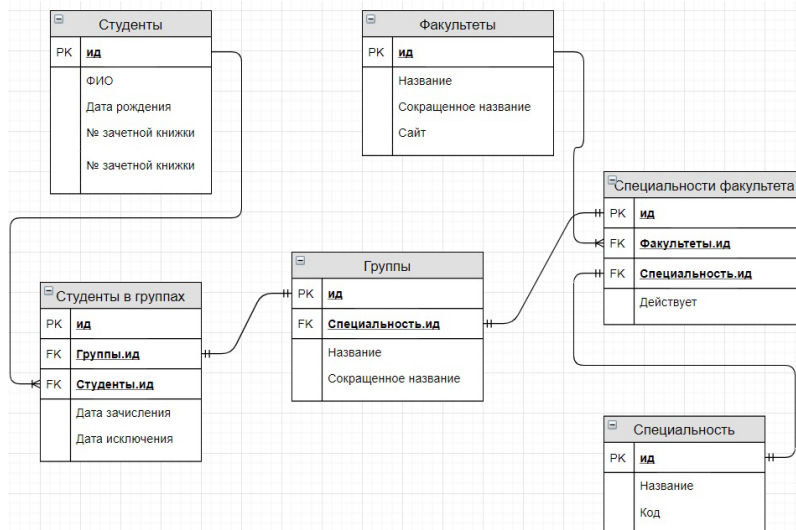 Студенты
PK ид
ФИО
Дата рождения
№ зачетной книжки
№ зачетной книжки
Факультеты
PK ид
Название
Сокращенное название
Сайт
Специальности факультета
PK ид
FK Факультеты.ид
FK Специальность.ид
Действует
Группы
PK ид
FK Специальность.ид
Название
Сокращенное название
Студенты в группах
PK ид
FK Группы.ид
FK Студенты.ид
Дата зачисления
Дата исключения
Специальность
PK ид
Название
Код